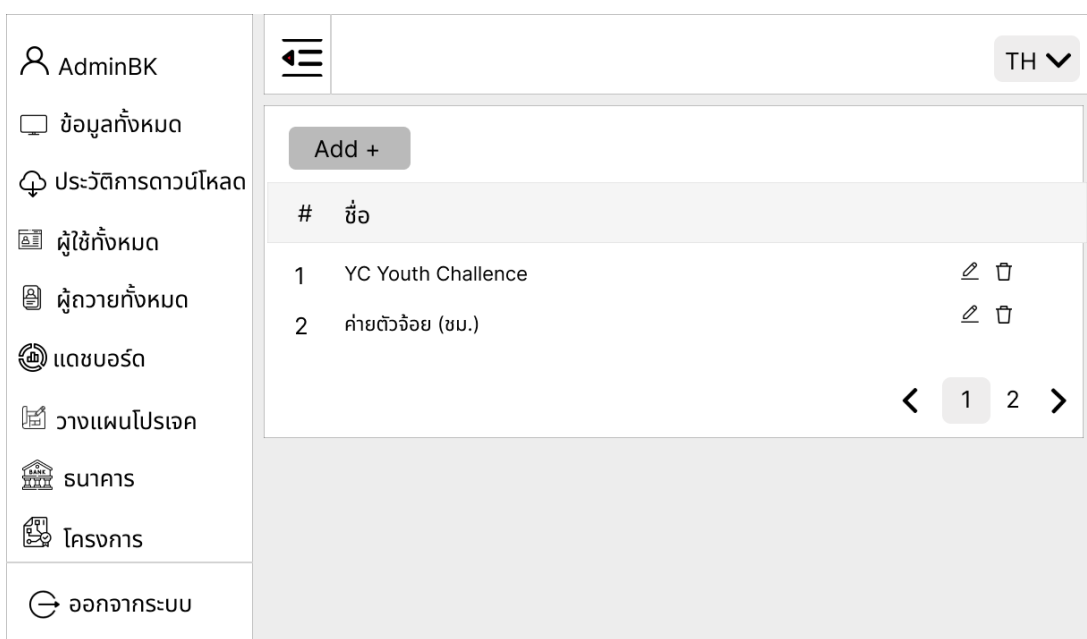 AdminBK
ข้อมูลทั้งหมด
ประวัติการดาวน์โหลด
ผู้ใช้ทั้งหมด
ผู้ถวายทั้งหมด
แดชบอร์ด
วางแผนโปรเจค
BANK
ธนาคาร
โครงการ
ออกจากระบบ
TH
Add +
# ชื่อ
1 YC Youth Challence
2 ค่ายตัวจ้อย (ชม.)
1 2